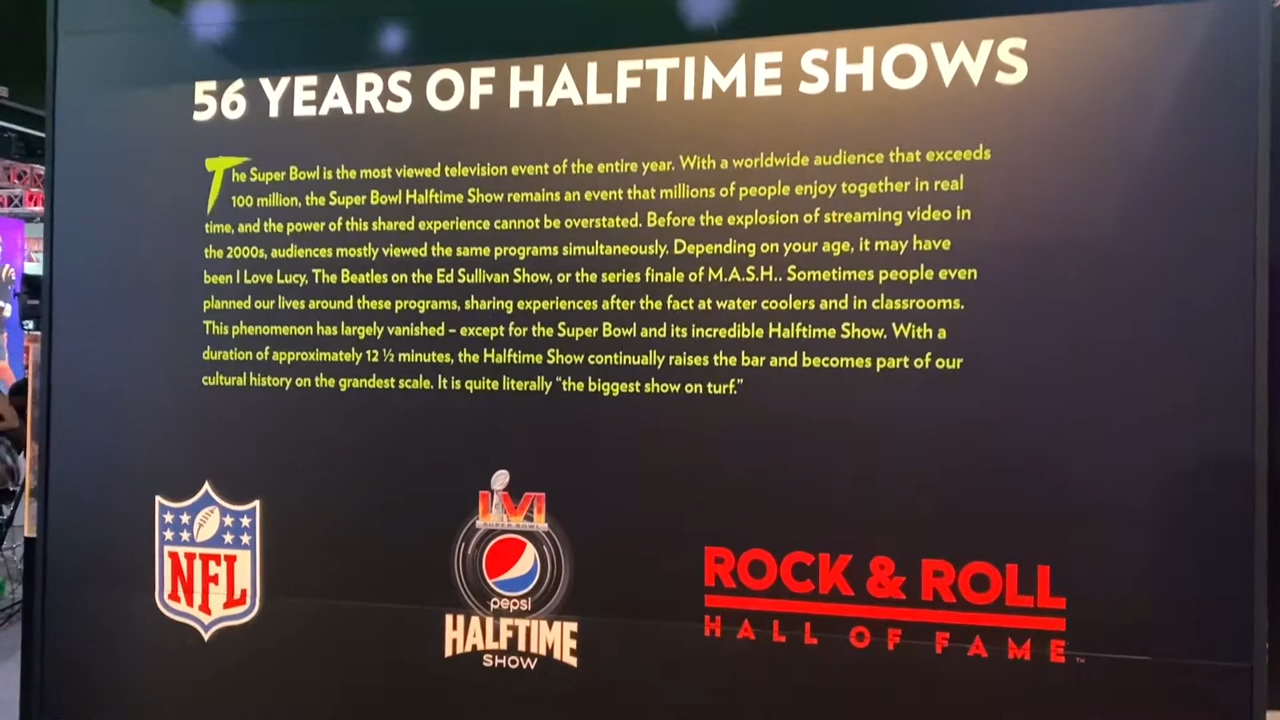 56 YEARS OF HALFTIME SHOWS
The Super Bowl is the most viewed television event of the entire year. With a worldwide audience that exceeds
100 million, the Super Bowl Halftime Show remains an event that millions of people enjoy together in real
time, and the power of this shared experience cannot be overstated. Before the explosion of streaming video in
the 2000s, audiences mostly viewed the same programs simultaneously. Depending on your age, it may have
been I Love Lucy, The Beatles on the Ed Sullivan Show, or the series finale of M.A.S.H.. Sometimes people even
planned our lives around these programs, sharing experiences after the fact at water coolers and in classrooms.
This phenomenon has largely vanished – except for the Super Bowl and its incredible Halftime Show. With a
duration of approximately 12 ½ minutes, the Halftime Show continually raises the bar and becomes part of our
cultural history on the grandest scale. It is quite literally “the biggest show on turf.”
NFL
LVI
SUPER BOWL
pepsi
HALFTIME
SHOW
ROCK & ROLL
HALL OF FAME™